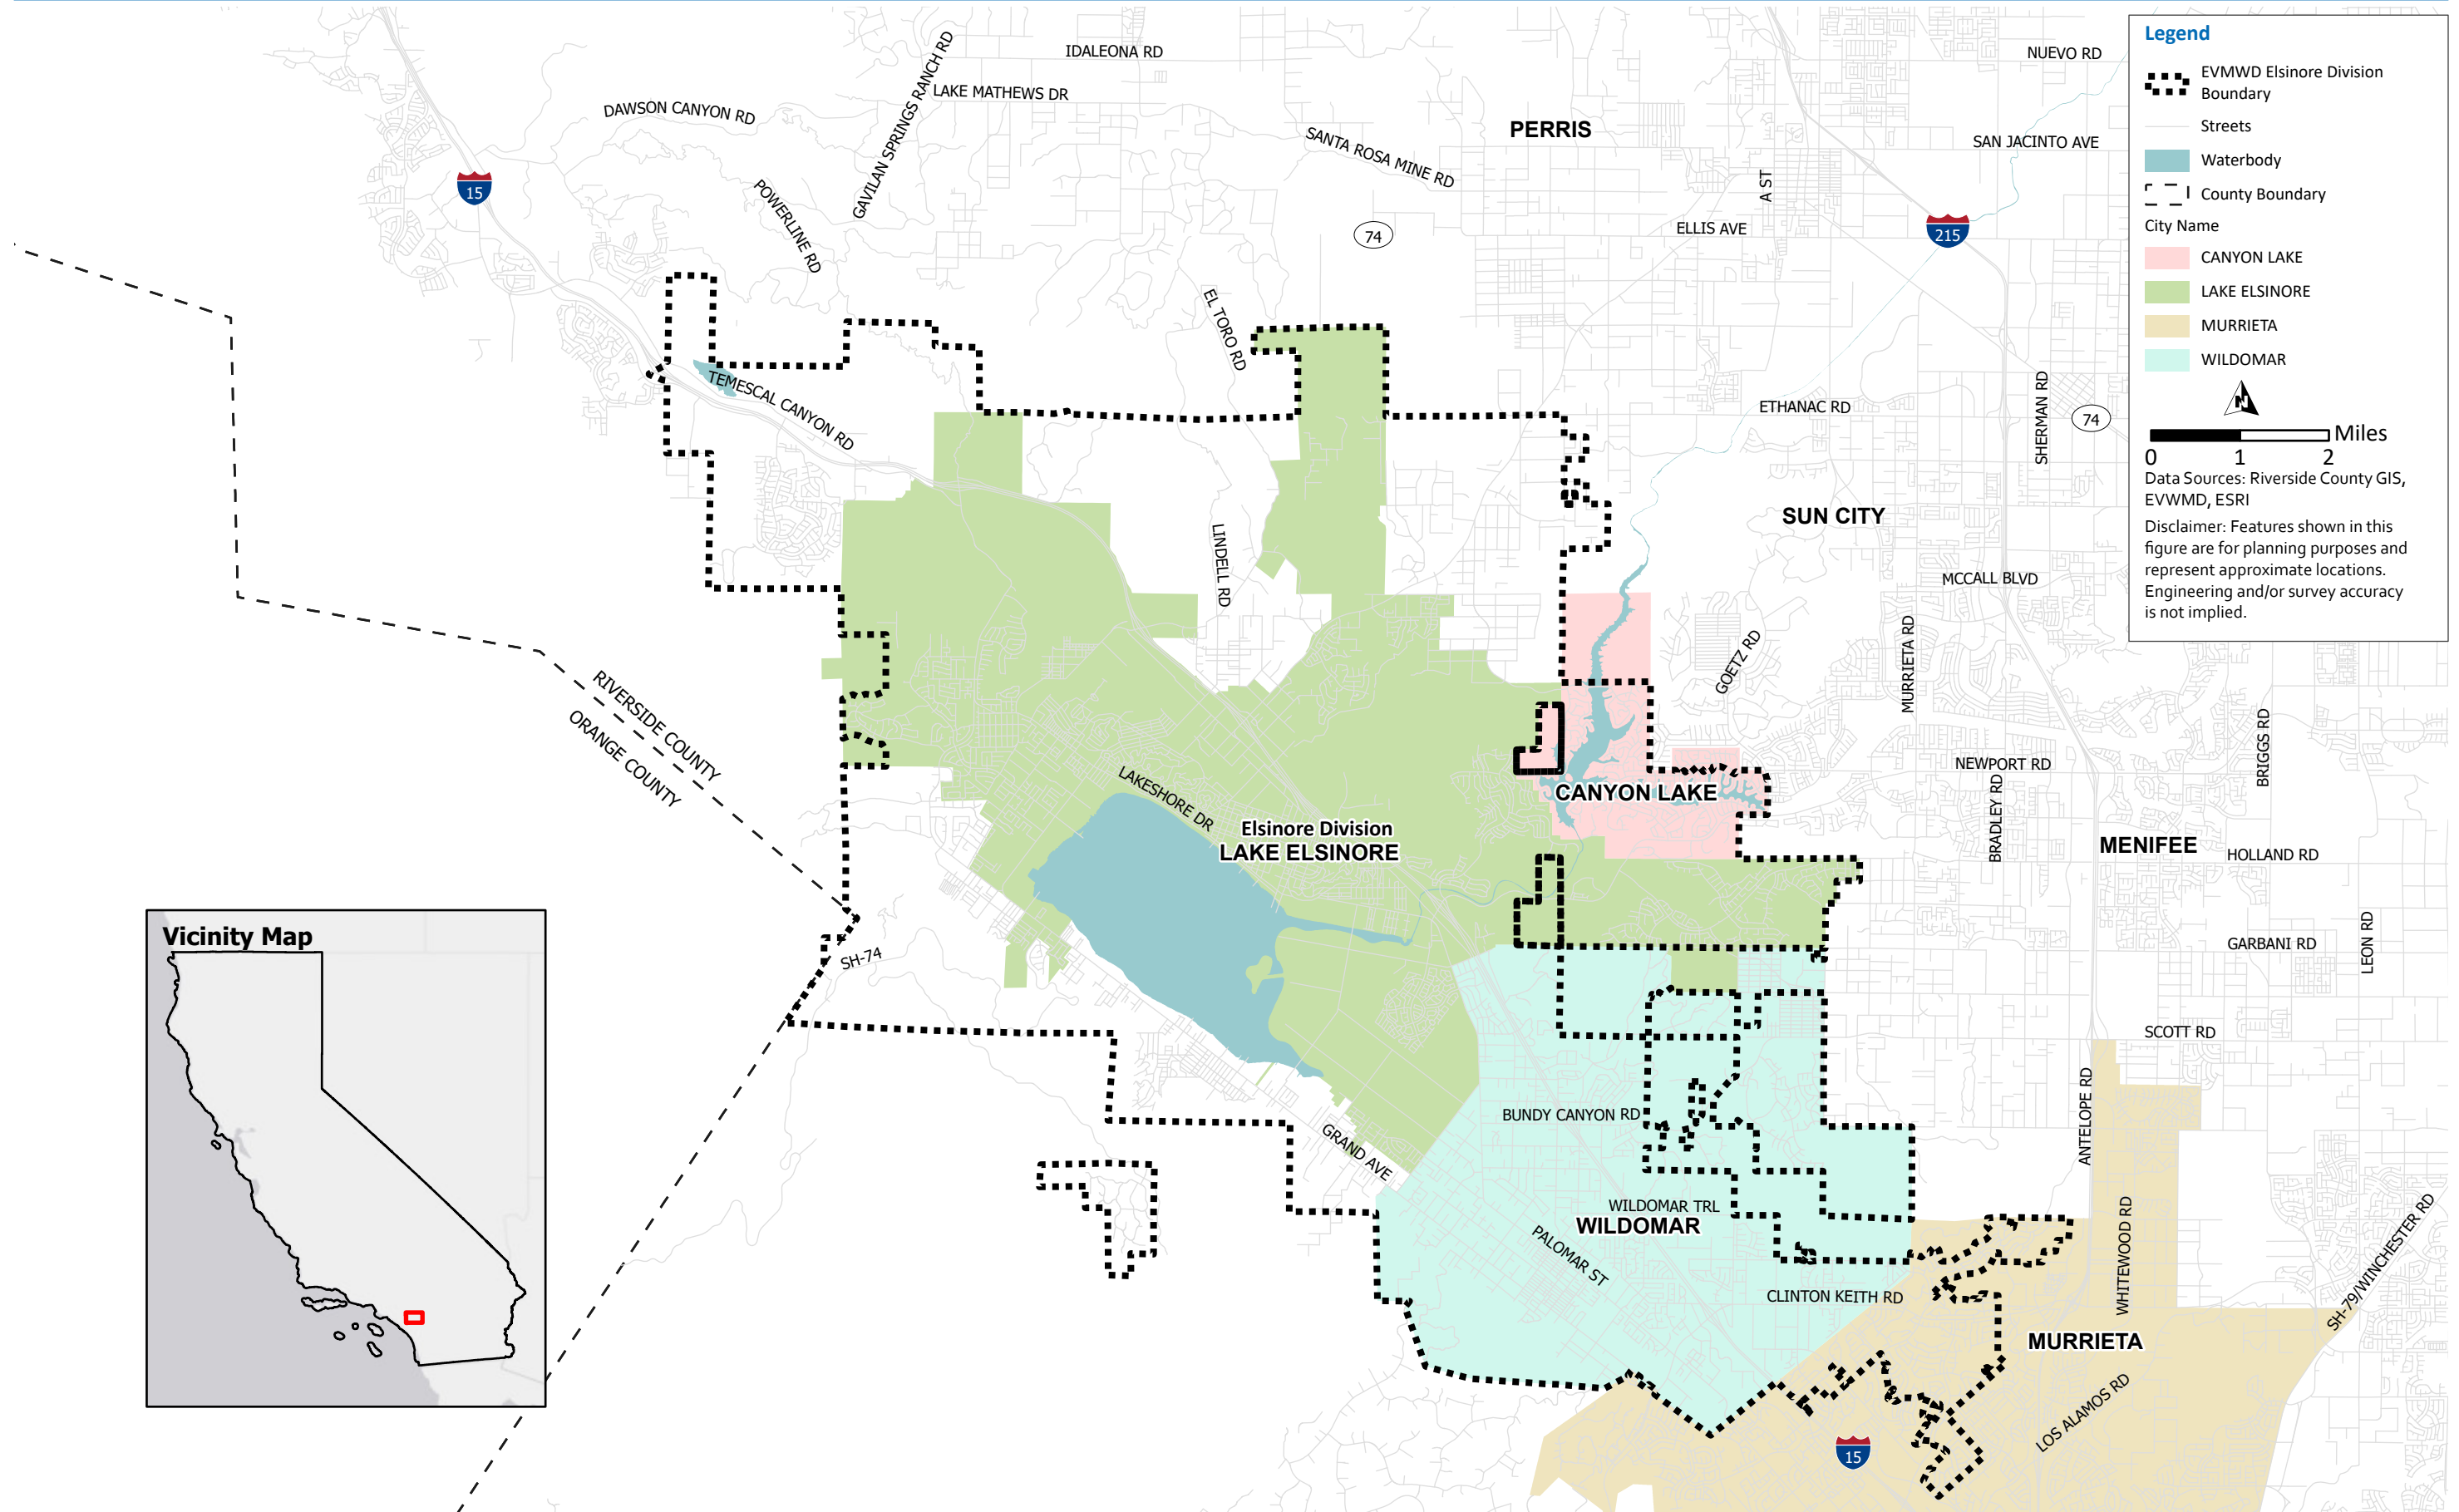 IDALEONA RD
LAKE MATHEWS DR
DAWSON CANYON RD
GAVILAN SPRINGS RANCH RD
POWERLINE RD
SANTA ROSA MINE RD
PERRIS
A ST
ELLIS AVE
NUEVO RD
SAN JACINTO AVE
15
74
215
EL TORO RD
TEMESCAL CANYON RD
ETHANAC RD
SHERMAN RD
74
SUN CITY
LINDELL RD
MCCALL BLVD
GOETZ RD
MURRIETA RD
RIVERSIDE COUNTY
ORANGE COUNTY
LAKESHORE DR
Elsinore Division
LAKE ELSINORE
CANYON LAKE
NEWPORT RD
BRADLEY RD
BRIGGS RD
MENIFEE
HOLLAND RD
GARBANI RD
LEON RD
SH-74
SCOTT RD
ANTELOPE RD
BUNDY CANYON RD
GRAND AVE
WILDOMAR TRL
WILDOMAR
PALOMAR ST
CLINTON KEITH RD
WHITEWOOD RD
SH-79/WINCHESTER RD
MURRIETA
LOS ALAMOS RD
15
Vicinity Map
Legend
EVMWD Elsinore Division
Boundary
Streets
Waterbody
County Boundary
City Name
CANYON LAKE
LAKE ELSINORE
MURRIETA
WILDOMAR
N
Miles
0 1 2
Data Sources: Riverside County GIS,
EVWMD, ESRI
Disclaimer: Features shown in this
figure are for planning purposes and
represent approximate locations.
Engineering and/or survey accuracy
is not implied.